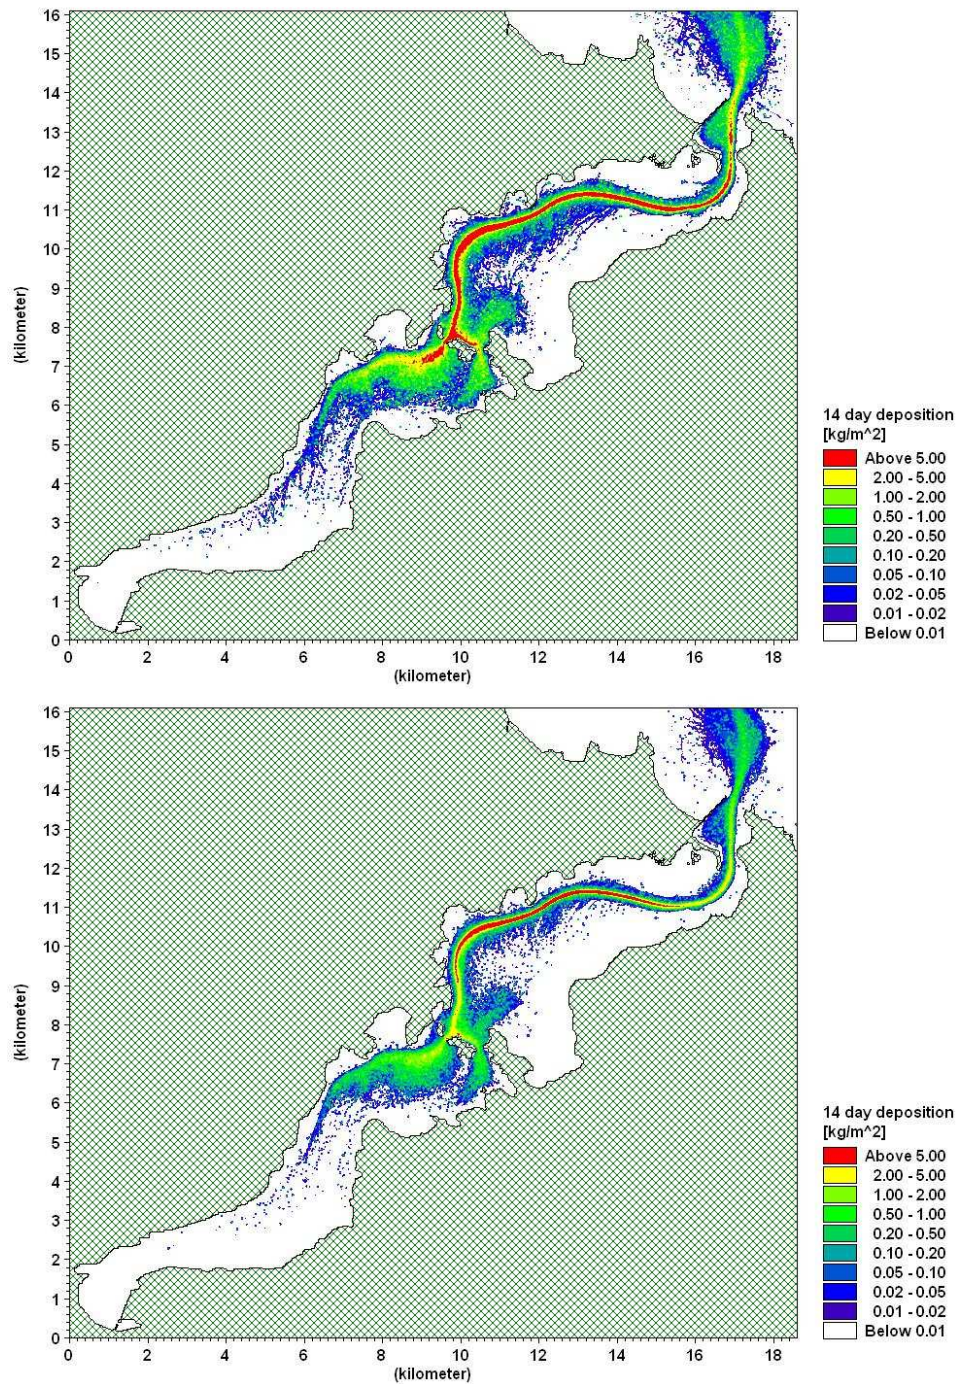 16
15
14
13
12
11
10
9
8
7
6
5
4
3
2
1
0
(kilometer)
0 2 4 6 8 10 12 14 16 18
(kilometer)
14 day deposition
[kg/m^2]
Above 5.00
2.00 - 5.00
1.00 - 2.00
0.50 - 1.00
0.20 - 0.50
0.10 - 0.20
0.05 - 0.10
0.02 - 0.05
0.01 - 0.02
Below 0.01
16
15
14
13
12
11
10
9
8
7
6
5
4
3
2
1
0
(kilometer)
0 2 4 6 8 10 12 14 16 18
(kilometer)
14 day deposition
[kg/m^2]
Above 5.00
2.00 - 5.00
1.00 - 2.00
0.50 - 1.00
0.20 - 0.50
0.10 - 0.20
0.05 - 0.10
0.02 - 0.05
0.01 - 0.02
Below 0.01